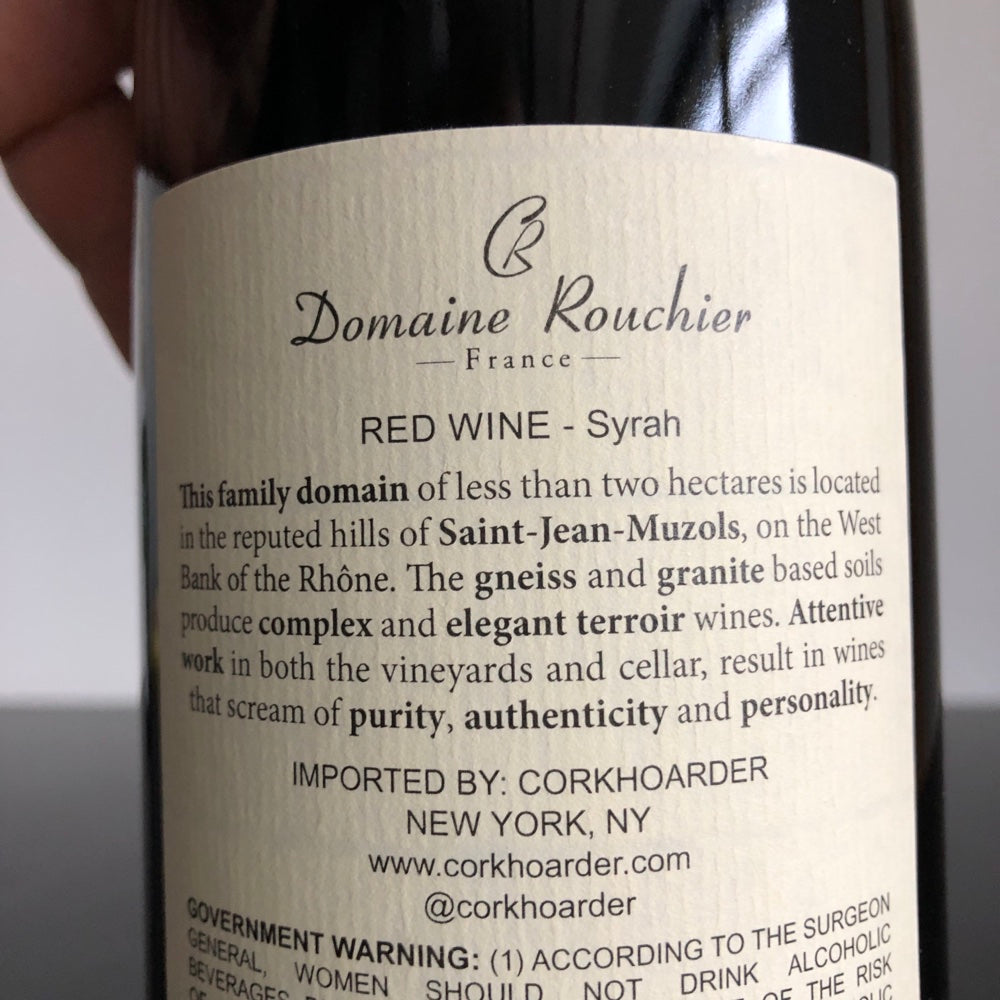 CR
Domaine Rouchier
France
RED WINE - Syrah
This family domain of less than two hectares is located
in the reputed hills of Saint-Jean-Muzols, on the West
Bank of the Rhône. The gneiss and granite based soils
produce complex and elegant terroir wines. Attentive
work in both the vineyards and cellar, result in wines
that scream of purity, authenticity and personality.
IMPORTED BY: CORKHOARDER
NEW YORK, NY
www.corkhoarder.com
@corkhoarder
GOVERNMENT WARNING: (1) ACCORDING TO THE SURGEON
GENERAL, WOMEN SHOULD NOT DRINK ALCOHOLIC
BEVERAGES OF THE RISK